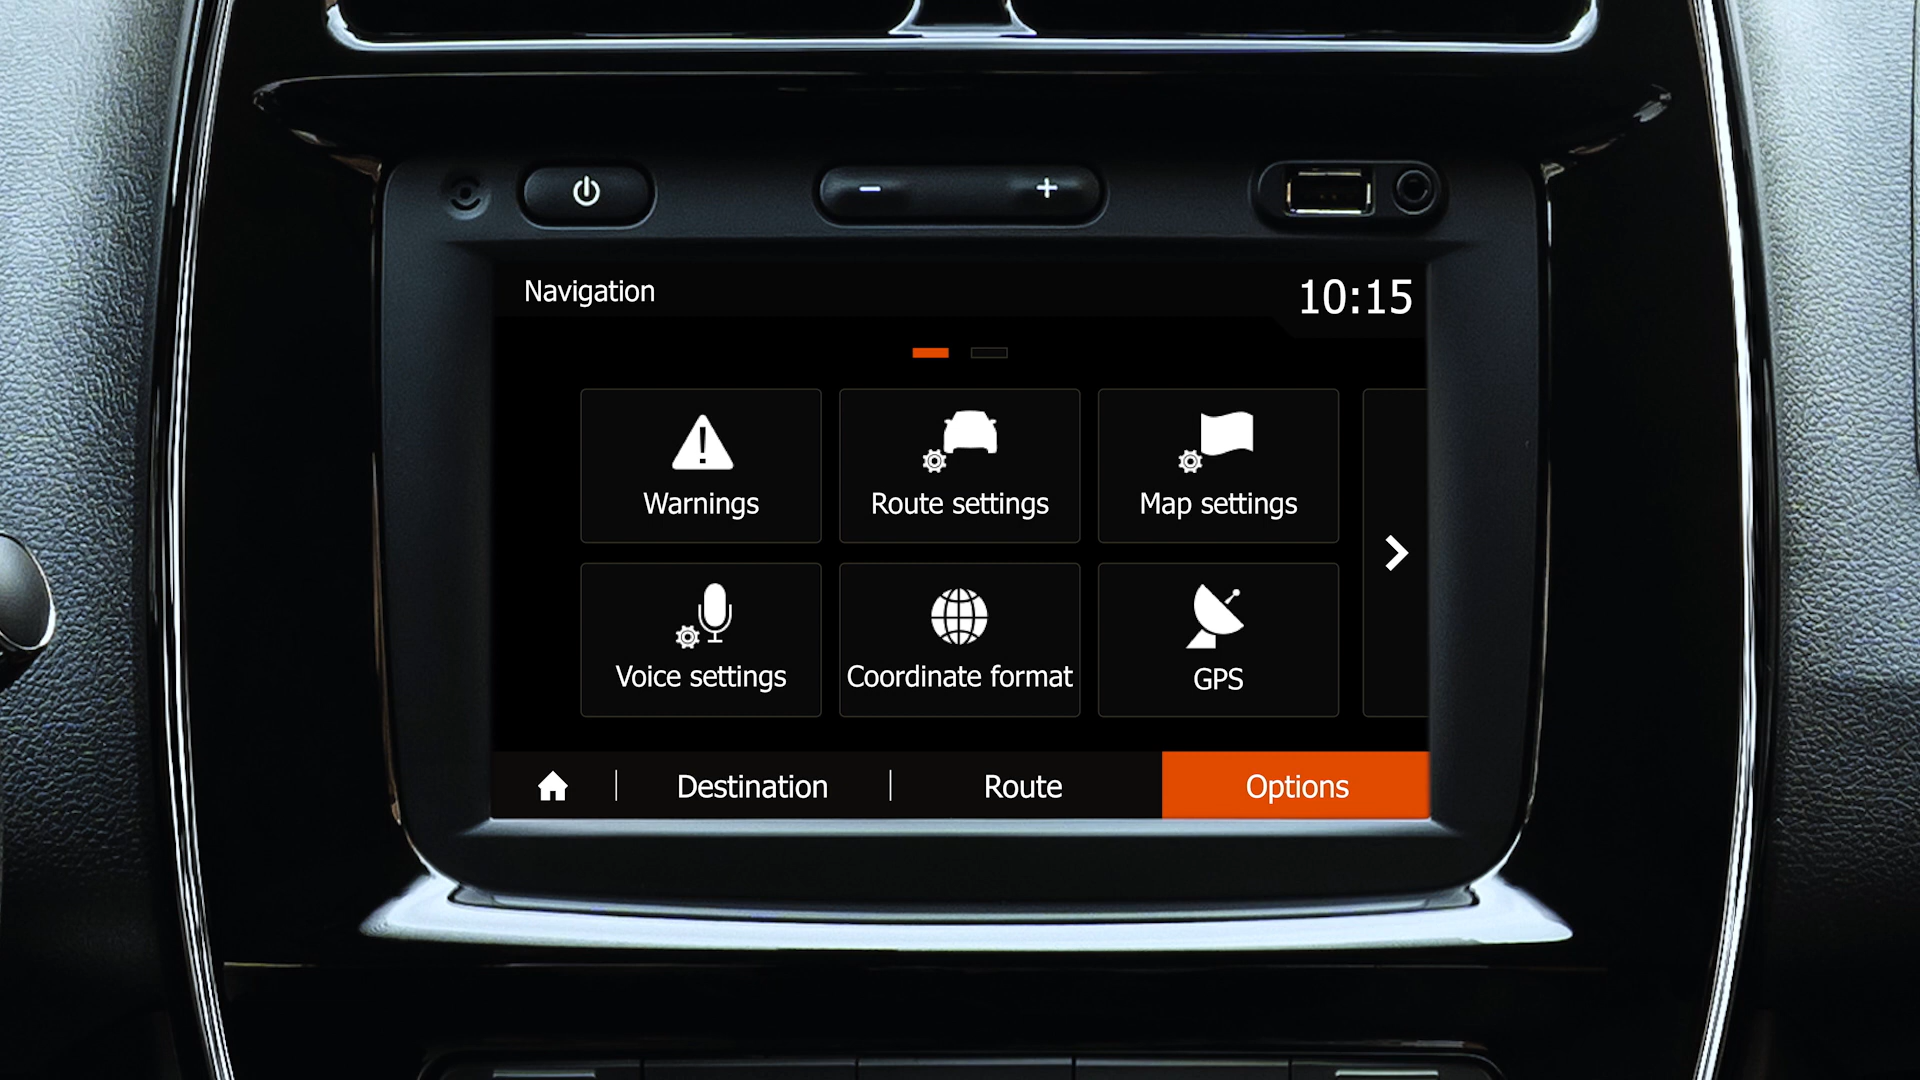 Navigation
10:15
Warnings
Route settings
Map settings
Voice settings
Coordinate format
GPS
Destination
Route
Options